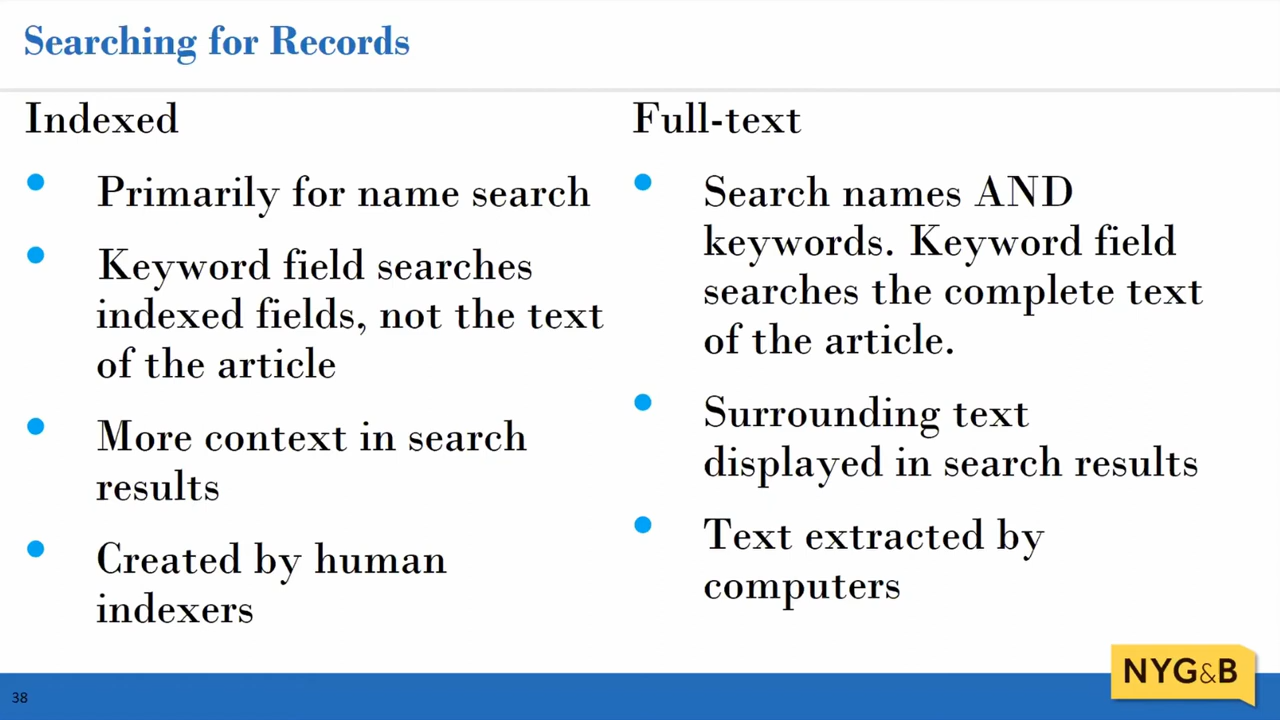 Searching for Records
Indexed
Primarily for name search
Keyword field searches
indexed fields, not the text
of the article
More context in search
results
Created by human
indexers
Full-text
Search names AND
keywords. Keyword field
searches the complete text
of the article.
Surrounding text
displayed in search results
Text extracted by
computers
38
NYG&B